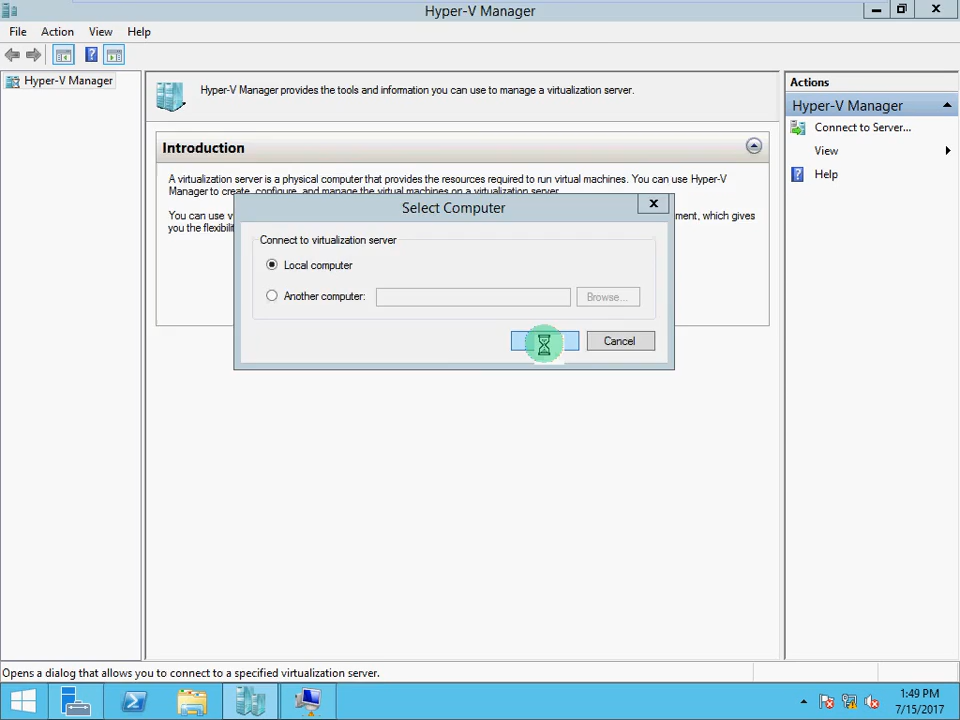 Hyper-V Manager
File Action View Help
Hyper-V Manager
Hyper-V Manager provides the tools and information you can use to manage a virtualization server.
Introduction
A virtualization server is a physical computer that provides the resources required to run virtual machines. You can use Hyper-V
Manager to create, configure, and manage the virtual machines on a virtualization server.
You can use
ment, which gives
you the flexibili
Select Computer
Connect to virtualization server
Local computer
Another computer:
Browse...
Cancel
Actions
Hyper-V Manager
Connect to Server...
View
Help
Opens a dialog that allows you to connect to a specified virtualization server.
1:49 PM
7/15/2017